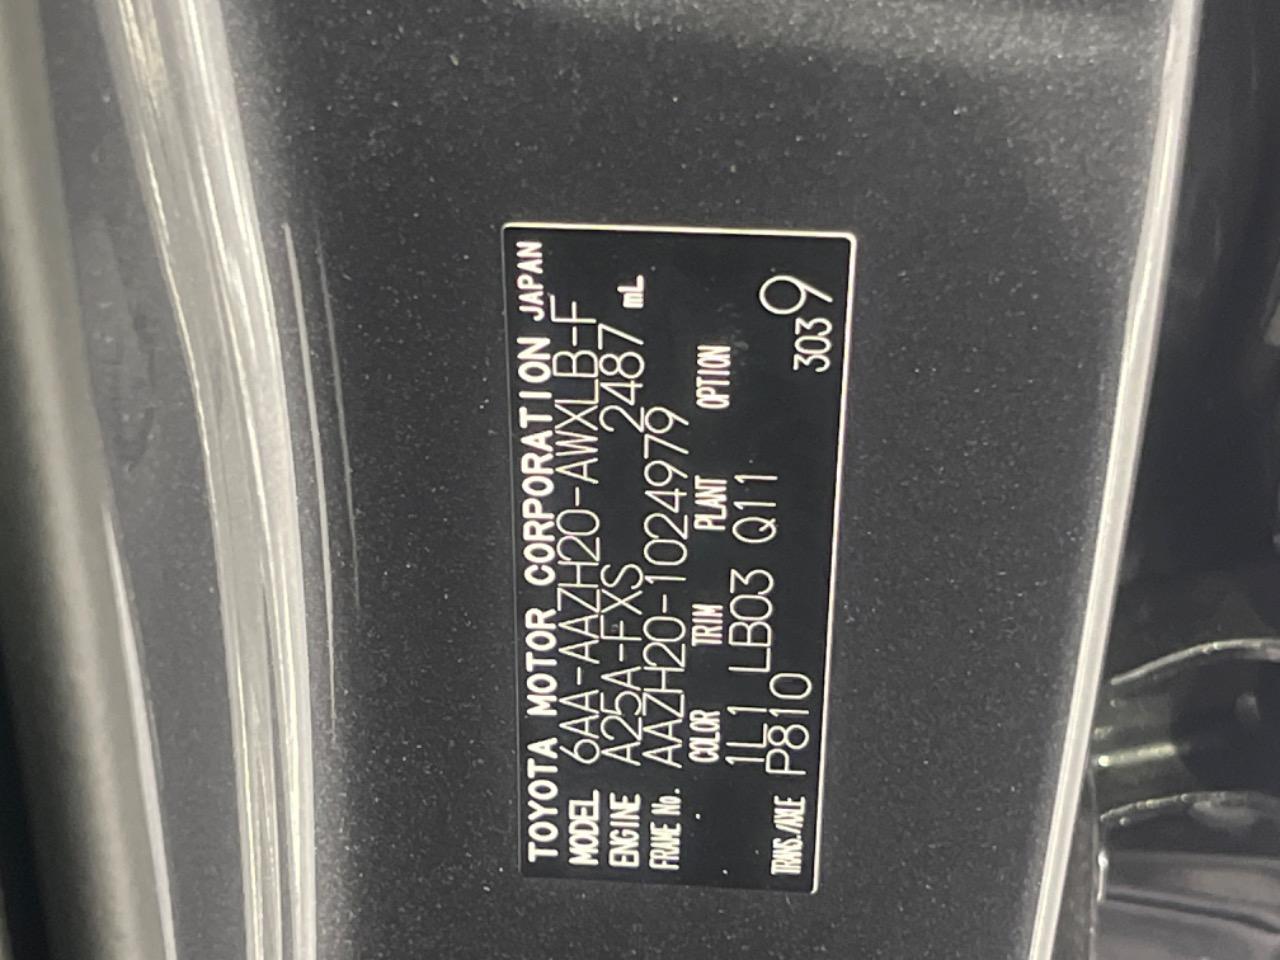 TOYOTA MOTOR CORPORATION JAPAN
MODEL 6AA-AAZH20-AWXLB-F
ENGINE A25A-FXS 2487 mL
FRAME No. AAZH20-1024979
COLOR TRIM PLANT OPTION
1L1 LB03 Q11
TRANS./AXLE P810 3039